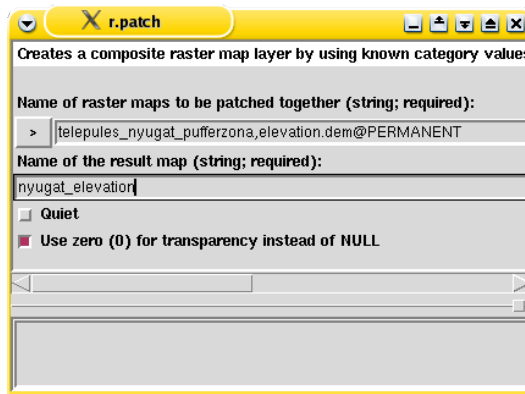 r.patch
Creates a composite raster map layer by using known category values
Name of raster maps to be patched together (string; required):
> telepules_nyugat_pufferzona,elevation.dem@PERMANENT
Name of the result map (string; required):
nyugat_elevation
Quiet
Use zero (0) for transparency instead of NULL